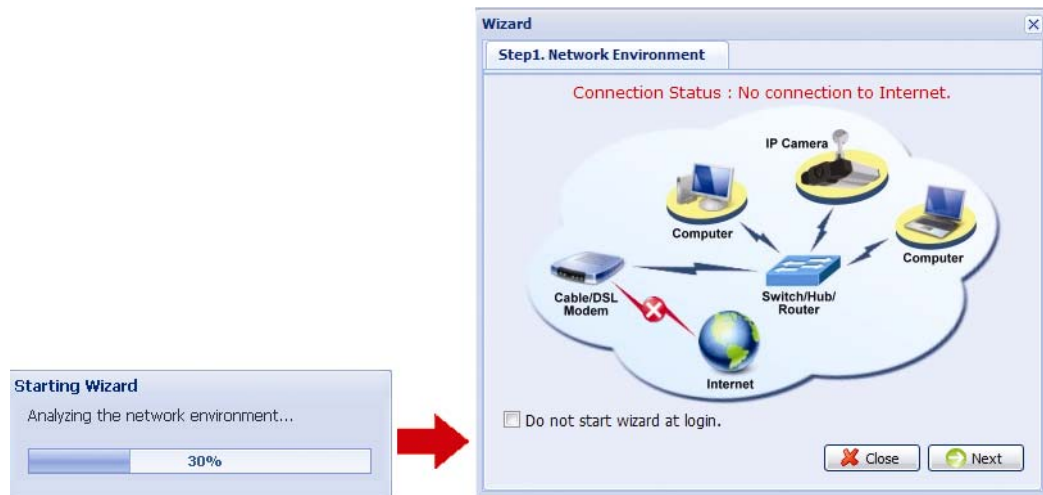 Starting Wizard
Analyzing the network environment...
30%
Wizard
Step1. Network Environment
Connection Status : No connection to Internet.
IP Camera
Computer
Computer
Cable/DSL
Modem
Switch/Hub/
Router
Internet
Do not start wizard at login.
Close
Next